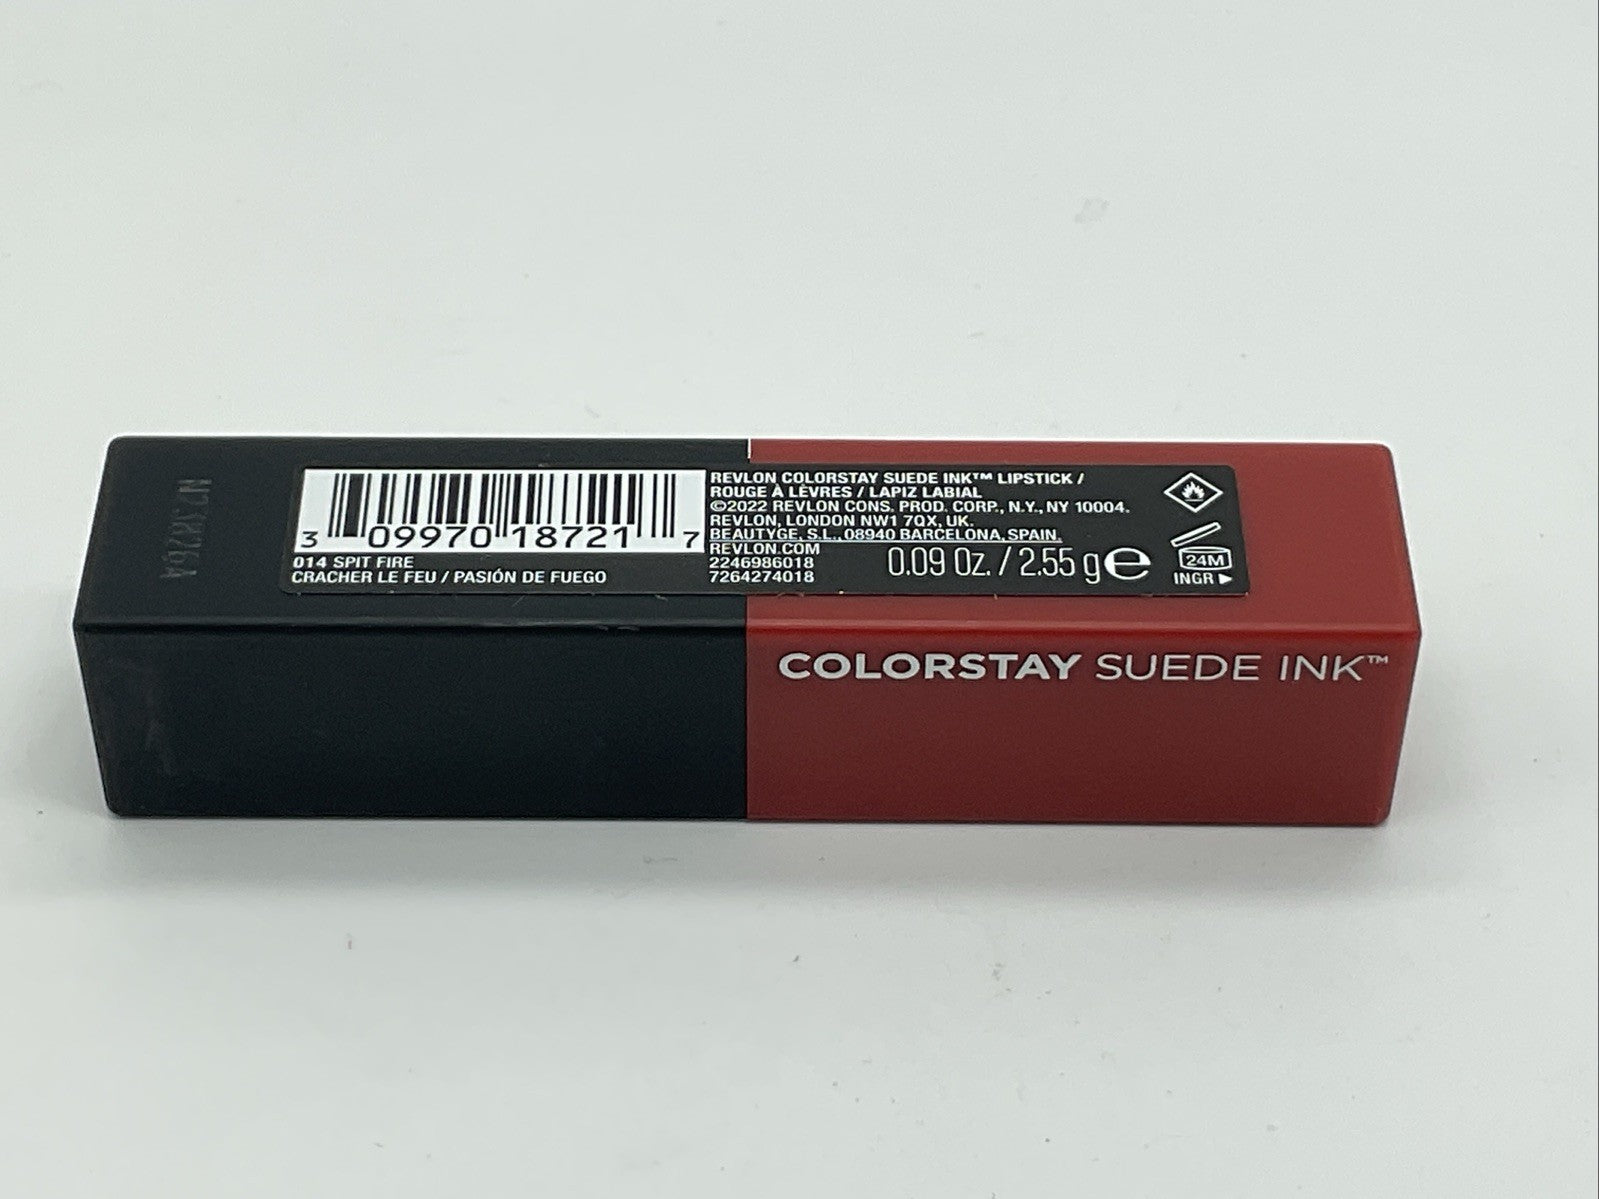 3 09970 18721 7
014 SPIT FIRE
CRACHER LE FEU / PASIÓN DE FUEGO
REVLON COLORSTAY SUEDE INK™ LIPSTICK /
ROUGE À LÈVRES / LAPIZ LABIAL
©2022 REVLON CONS. PROD. CORP., N.Y., NY 10004.
REVLON, LONDON NW1 7QX, UK.
BEAUTYGE, S.L., 08940 BARCELONA, SPAIN.
REVLON.COM
2246986018
7264274018
0.09 Oz. / 2.55 g e
24M
INGR ▶
COLORSTAY SUEDE INK™